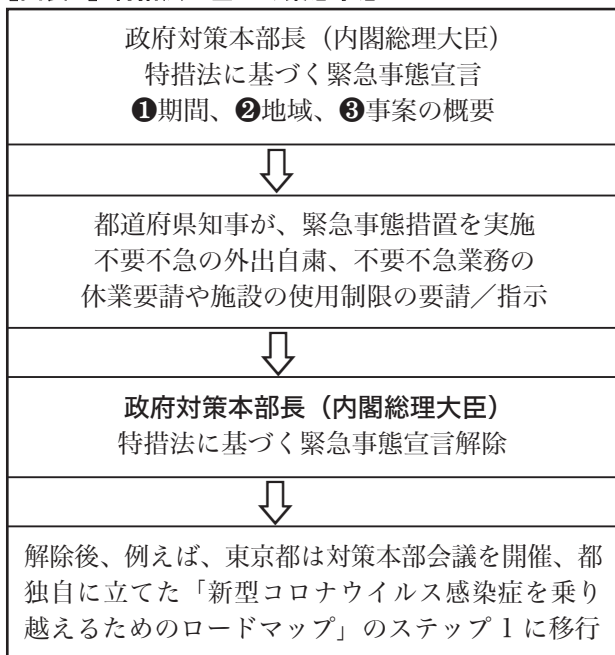 政府対策本部長（内閣総理大臣）
特措法に基づく緊急事態宣言
❶期間、❷地域、❸事案の概要
都道府県知事が、緊急事態措置を実施
不要不急の外出自粛、不要不急業務の
休業要請や施設の使用制限の要請／指示
政府対策本部長（内閣総理大臣）
特措法に基づく緊急事態宣言解除
解除後、例えば、東京都は対策本部会議を開催、都
独自に立てた「新型コロナウイルス感染症を乗り
越えるためのロードマップ」のステップ 1 に移行